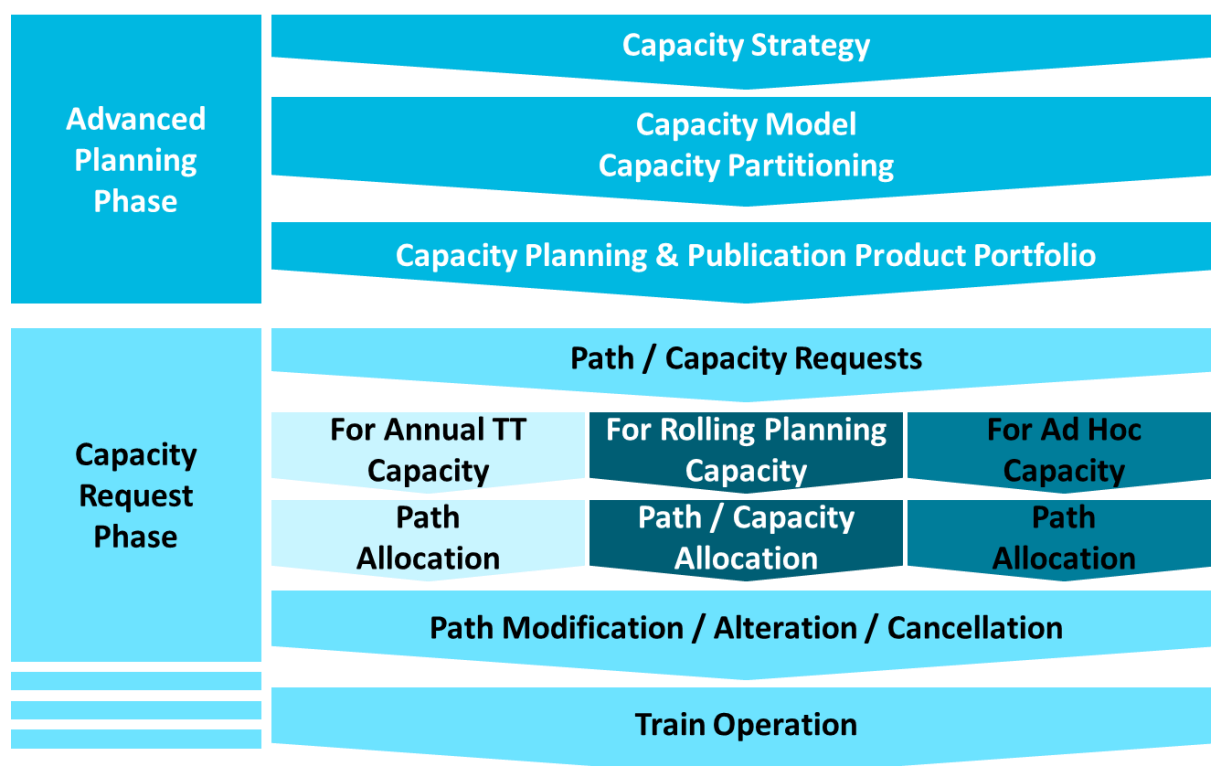 Advanced
Planning
Phase
Capacity Strategy
Capacity Model
Capacity Partitioning
Capacity Planning & Publication Product Portfolio
Capacity
Request
Phase
Path / Capacity Requests
For Annual TT
Capacity
For Rolling Planning
Capacity
For Ad Hoc
Capacity
Path
Allocation
Path / Capacity
Allocation
Path
Allocation
Path Modification / Alteration / Cancellation
Train Operation